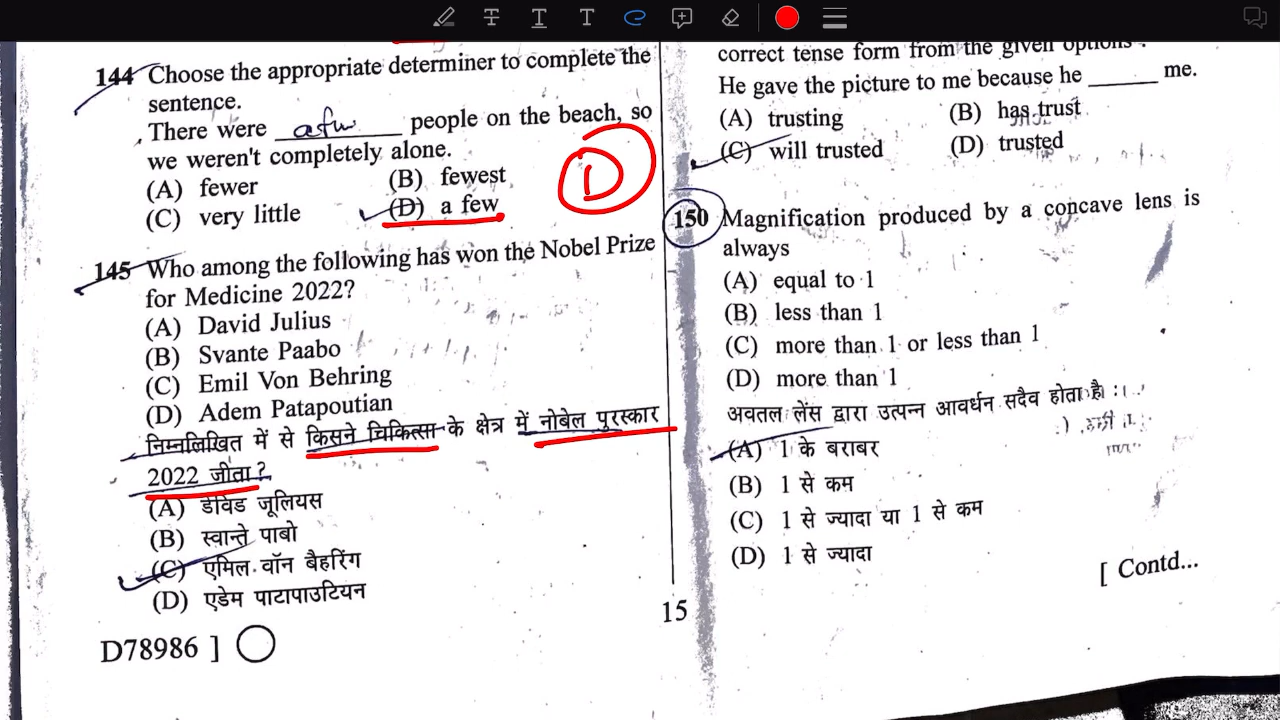 144 Choose the appropriate determiner to complete the
sentence.
There were a few people on the beach, so
we weren't completely alone.
(A) fewer (B) fewest
(C) very little (D) a few
D
145 Who among the following has won the Nobel Prize
for Medicine 2022?
(A) David Julius
(B) Svante Paabo
(C) Emil Von Behring
(D) Adem Patapoutian
निम्नलिखित में से किसने चिकित्सा के क्षेत्र में नोबेल पुरस्कार
2022 जीता?
(A) डेविड जूलियस
(B) स्वान्ते पाबो
(C) एमिल वॉन बैहरिंग
(D) एडेम पाटापाउटियन
D78986 ]
15
correct tense form from the given options :
He gave the picture to me because he ______ me.
(A) trusting (B) has trust
(C) will trusted (D) trusted
150 Magnification produced by a concave lens is
always
(A) equal to 1
(B) less than 1
(C) more than 1 or less than 1
(D) more than 1
अवतल लेंस द्वारा उत्पन्न आवर्धन सदैव होता है :
(A) 1 के बराबर
(B) 1 से कम
(C) 1 से ज्यादा या 1 से कम
(D) 1 से ज्यादा
[ Contd...